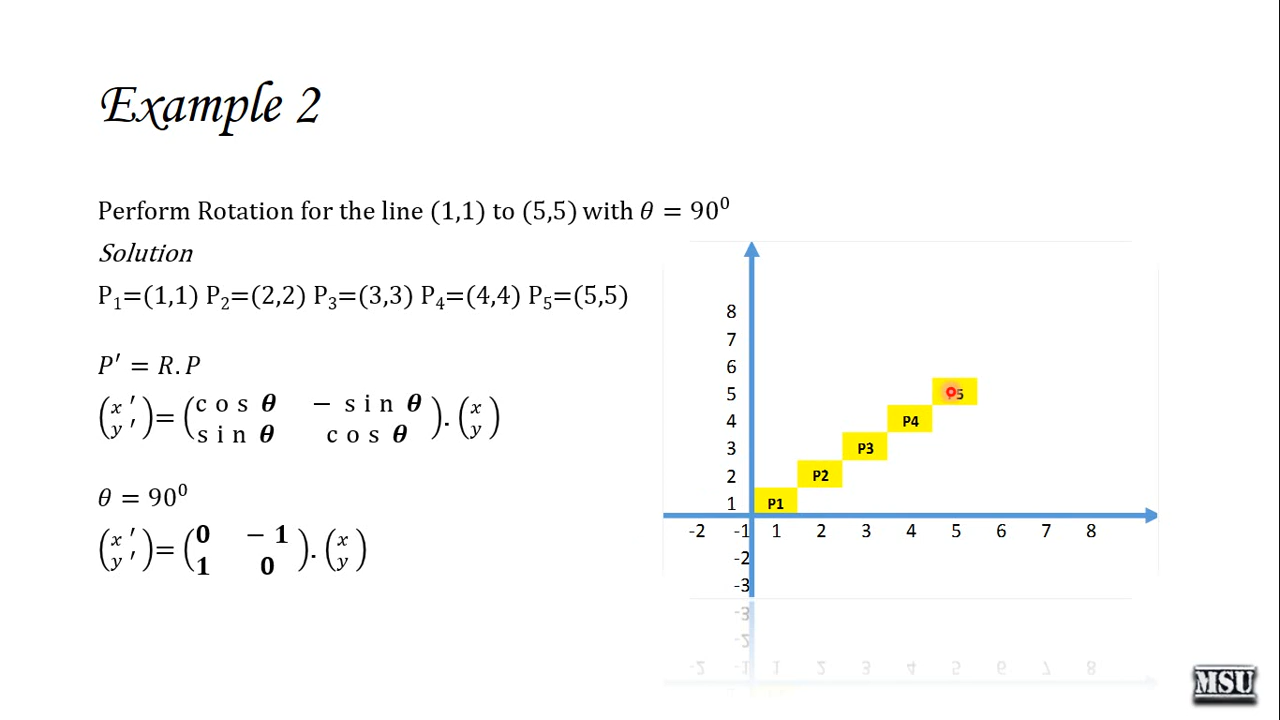 Example 2
Perform Rotation for the line (1,1) to (5,5) with θ = 90⁰
Solution
P₁=(1,1) P₂=(2,2) P₃=(3,3) P₄=(4,4) P₅=(5,5)
P′ = R.P
(x ′
y ′)=(cos θ − sin θ
sin θ cos θ).(x
y)
θ = 90⁰
(x ′
y ′)=(0 − 1
1 0).(x
y)
8
7
6
5 P5
4 P4
3 P3
2 P2
1 P1
-2 -1 1 2 3 4 5 6 7 8
-2
-3
MSU